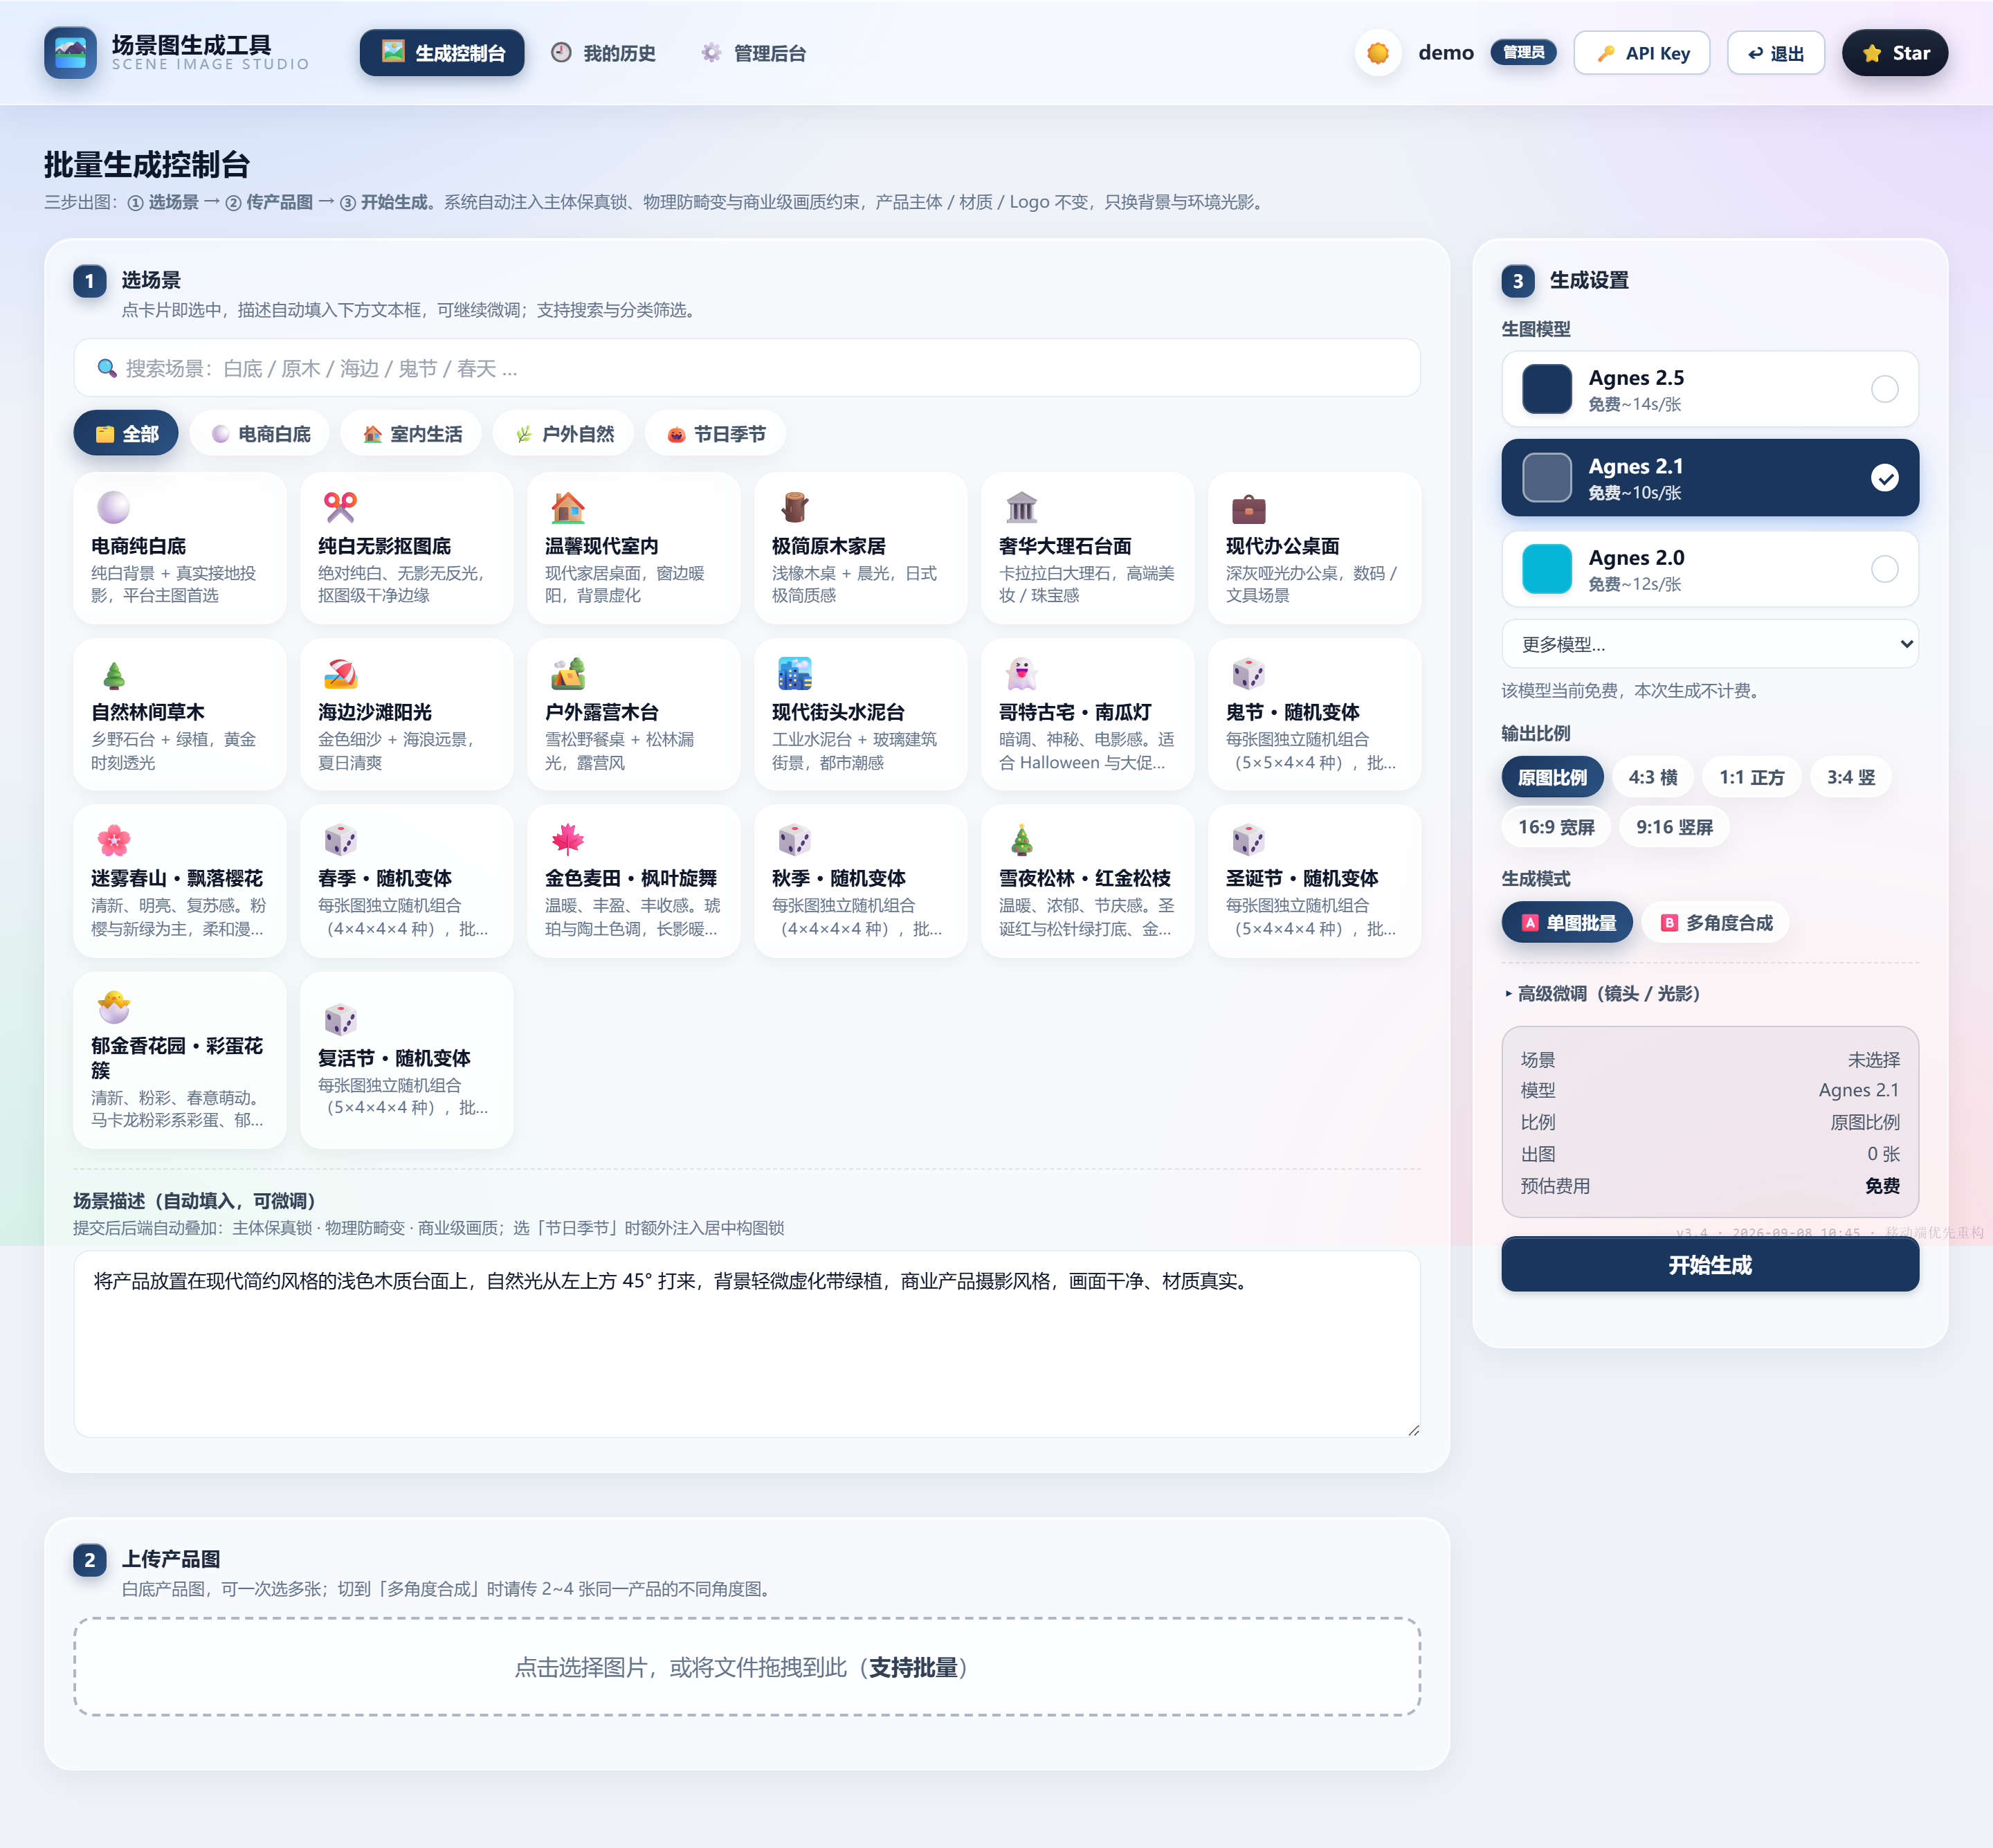 场景图生成工具
SCENE IMAGE STUDIO
生成控制台
我的历史
管理后台
demo
管理员
API Key
退出
Star
批量生成控制台
三步出图：① 选场景 → ② 传产品图 → ③ 开始生成。系统自动注入主体保真锁、物理防畸变与商业级画质约束，产品主体 / 材质 / Logo 不变，只换背景与环境光影。
1 选场景
点卡片即选中，描述自动填入下方文本框，可继续微调；支持搜索与分类筛选。
搜索场景：白底 / 原木 / 海边 / 鬼节 / 春天 ...
全部
电商白底
室内生活
户外自然
节日季节
电商纯白底
纯白背景 + 真实接地投
影，平台主图首选
纯白无影抠图底
绝对纯白、无影无反光，
抠图级干净边缘
温馨现代室内
现代家居桌面，窗边暖
阳，背景虚化
极简原木家居
浅橡木桌 + 晨光，日式
极简质感
奢华大理石台面
卡拉拉白大理石，高端美
妆 / 珠宝感
现代办公桌面
深灰哑光办公桌，数码 /
文具场景
自然林间草木
乡野石台 + 绿植，黄金
时刻透光
海边沙滩阳光
金色细沙 + 海浪远景，
夏日清爽
户外露营木台
雪松野餐桌 + 松林漏
光，露营风
现代街头水泥台
工业水泥台 + 玻璃建筑
街景，都市潮感
哥特古宅 · 南瓜灯
暗调、神秘、电影感。适
合 Halloween 与大促...
鬼节 · 随机变体
每张图独立随机组合
（5×5×4×4 种），批...
迷雾春山 · 飘落樱花
清新、明亮、复苏感。粉
樱与新绿为主，柔和漫...
春季 · 随机变体
每张图独立随机组合
（4×4×4×4 种），批...
金色麦田 · 枫叶旋舞
温暖、丰盈、丰收感。琥
珀与陶土色调，长影暖...
秋季 · 随机变体
每张图独立随机组合
（4×4×4×4 种），批...
雪夜松林 · 红金松枝
温暖、浓郁、节庆感。圣
诞红与松针绿打底、金...
圣诞节 · 随机变体
每张图独立随机组合
（5×4×4×4 种），批...
郁金香花园 · 彩蛋花
簇
清新、粉彩、春意萌动。
马卡龙粉彩系彩蛋、郁...
复活节 · 随机变体
每张图独立随机组合
（5×4×4×4 种），批...
场景描述（自动填入，可微调）
提交后后端自动叠加：主体保真锁 · 物理防畸变 · 商业级画质；选「节日季节」时额外注入居中构图锁
将产品放置在现代简约风格的浅色木质台面上，自然光从左上方 45° 打来，背景轻微虚化带绿植，商业产品摄影风格，画面干净、材质真实。
2 上传产品图
白底产品图，可一次选多张；切到「多角度合成」时请传 2~4 张同一产品的不同角度图。
点击选择图片，或将文件拖拽到此（支持批量）
3 生成设置
生图模型
Agnes 2.5
免费~14s/张
Agnes 2.1
免费~10s/张
Agnes 2.0
免费~12s/张
更多模型...
该模型当前免费，本次生成不计费。
输出比例
原图比例
4:3 横
1:1 正方
3:4 竖
16:9 宽屏
9:16 竖屏
生成模式
A 单图批量
B 多角度合成
高级微调（镜头 / 光影）
场景 未选择
模型 Agnes 2.1
比例 原图比例
出图 0 张
预估费用 免费
v3.4 · 2026-09-08 10:45 · 移动端优先重构
开始生成